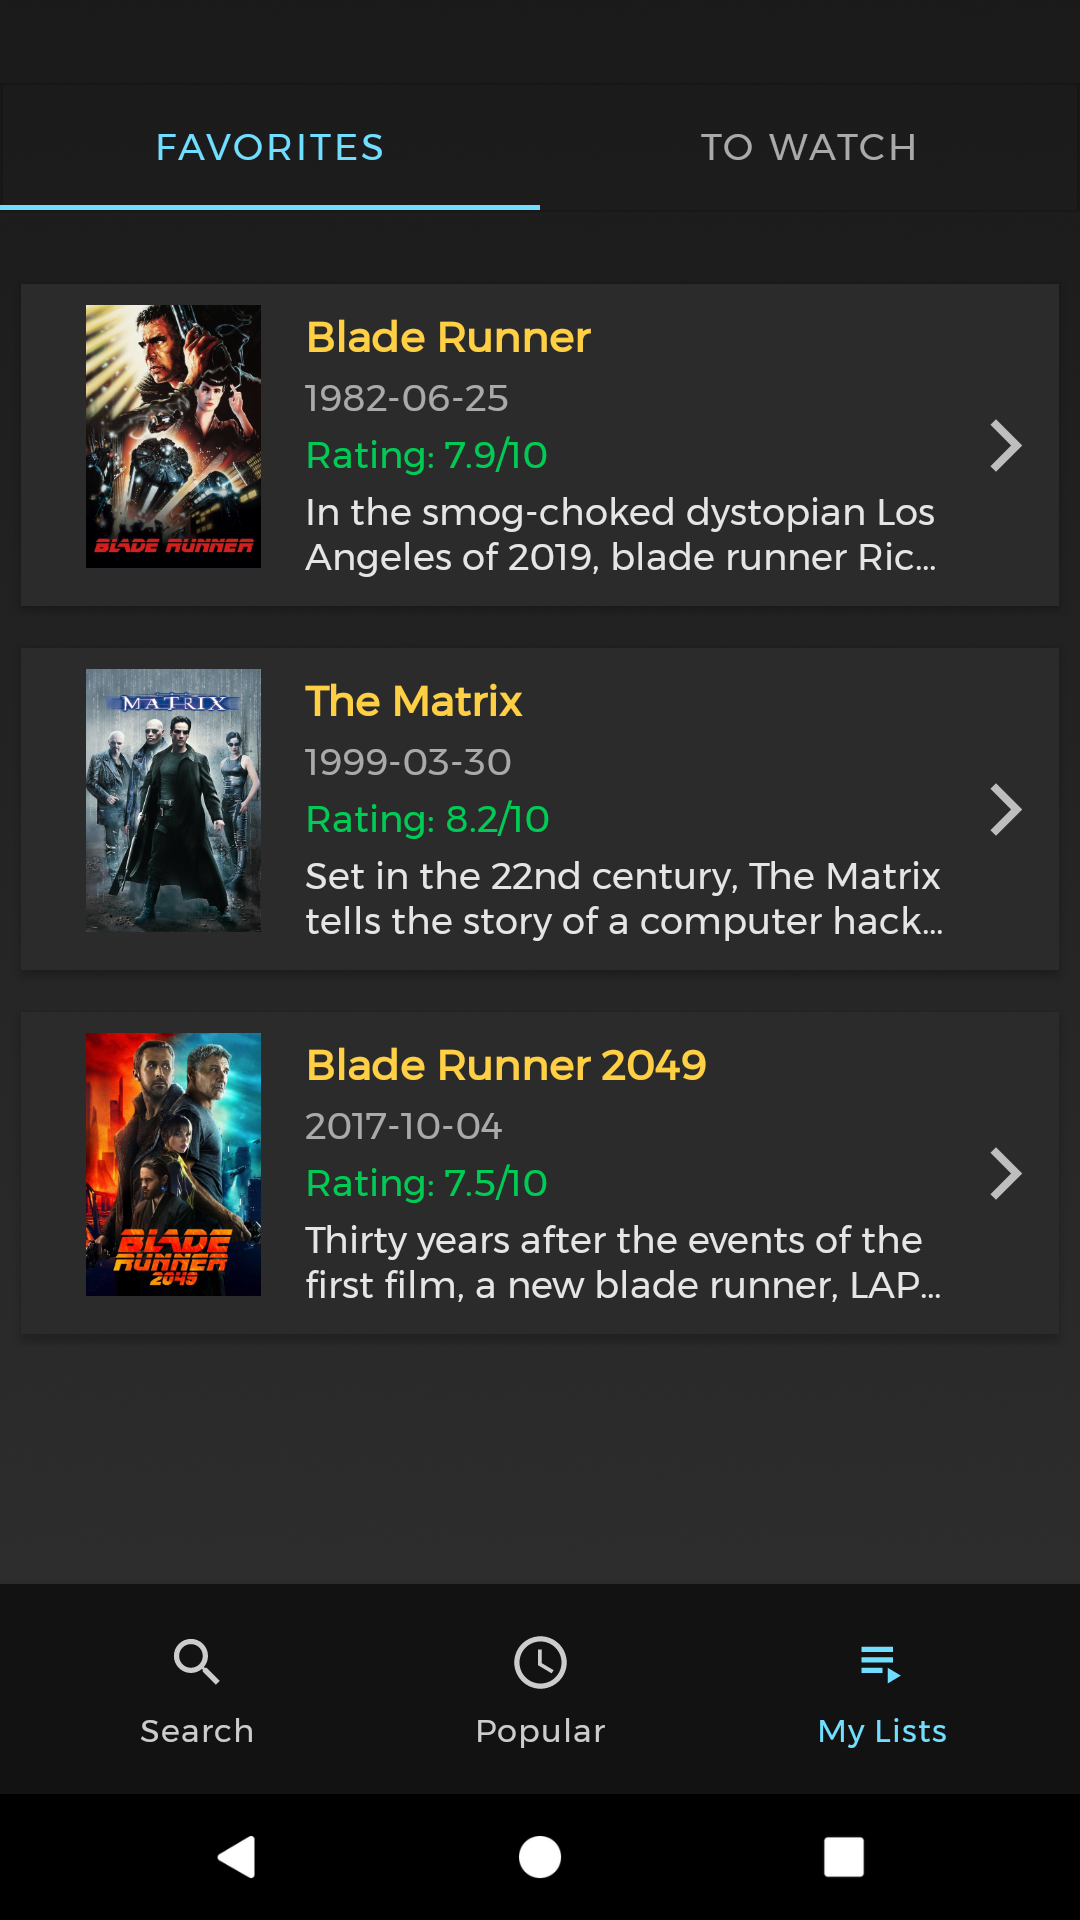 FAVORITES
TO WATCH
BLADE RUNNER
Blade Runner
1982-06-25
Rating: 7.9/10
In the smog-choked dystopian Los
Angeles of 2019, blade runner Ric...
MATRIX
The Matrix
1999-03-30
Rating: 8.2/10
Set in the 22nd century, The Matrix
tells the story of a computer hack...
BLADE
RUNNER
2049
Blade Runner 2049
2017-10-04
Rating: 7.5/10
Thirty years after the events of the
first film, a new blade runner, LAP...
Search
Popular
My Lists